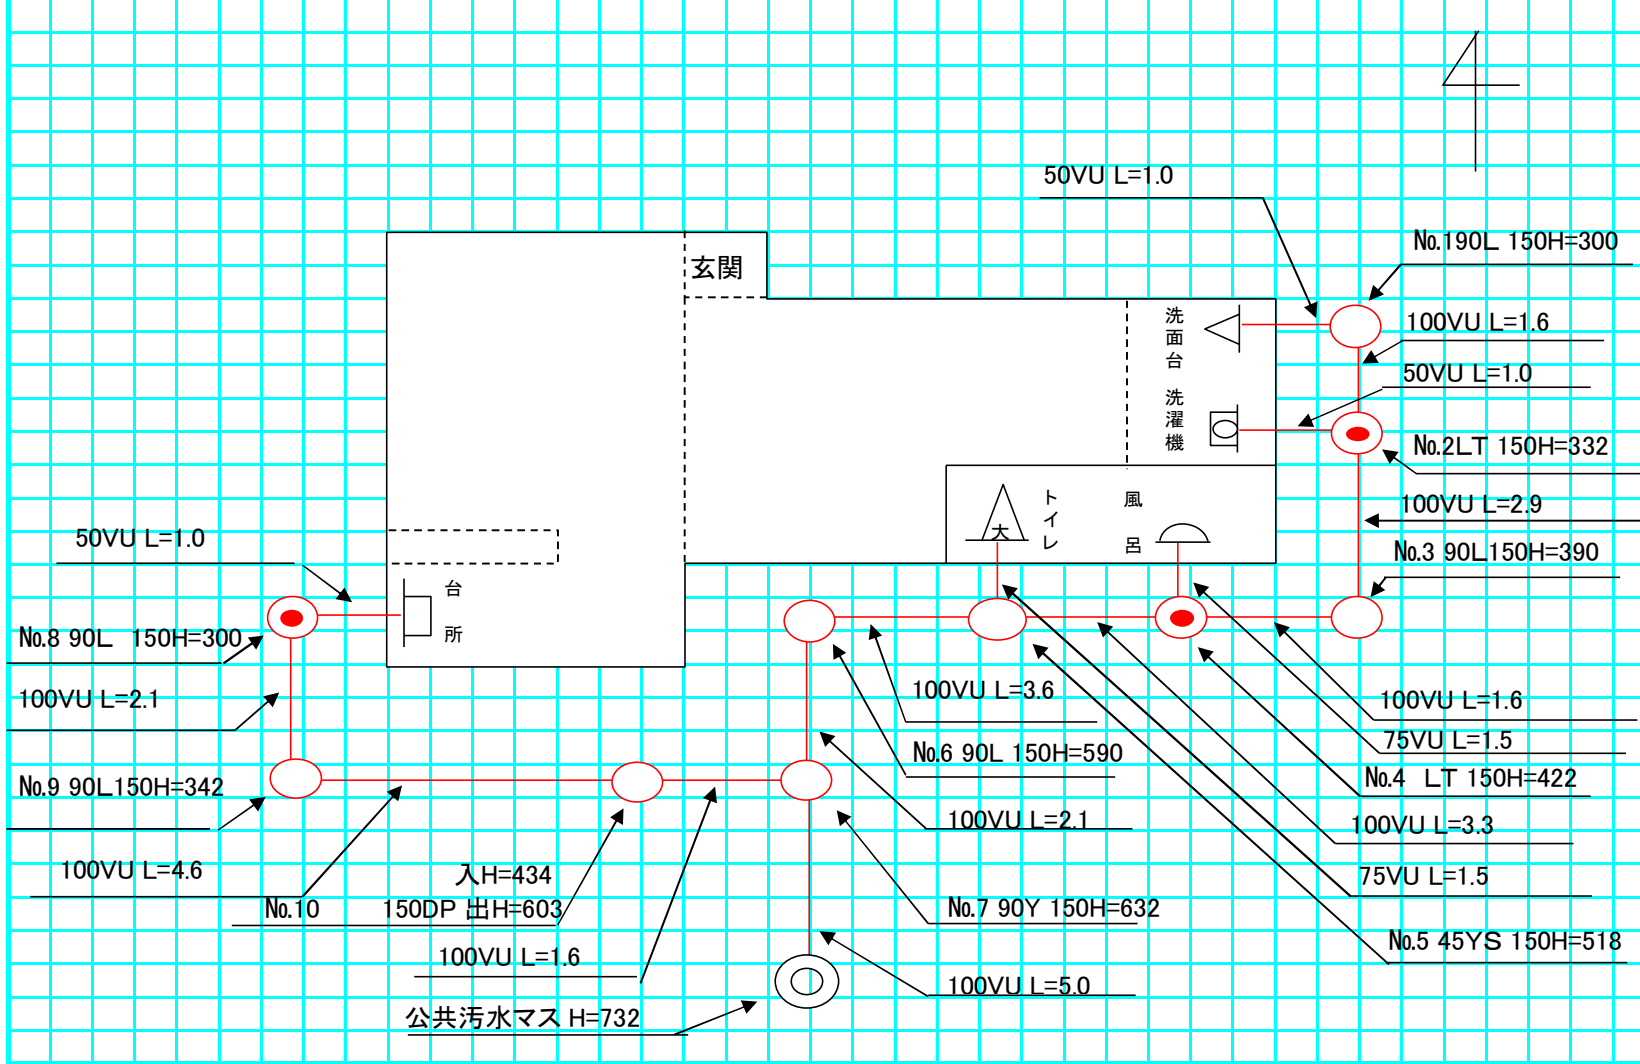 50VU L=1.0
玄関
№.190L 150H=300
洗面台
100VU L=1.6
50VU L=1.0
洗濯機
№.2LT 150H=332
トイレ
風呂
大
100VU L=2.9
50VU L=1.0
№.3 90L150H=390
台所
№.8 90L 150H=300
100VU L=2.1
100VU L=3.6
100VU L=1.6
75VU L=1.5
№.6 90L 150H=590
№.4 LT 150H=422
№.9 90L150H=342
100VU L=2.1
100VU L=3.3
100VU L=4.6
入H=434
75VU L=1.5
№.10 150DP 出H=603
№.7 90Y 150H=632
№.5 45YS 150H=518
100VU L=1.6
100VU L=5.0
公共汚水マス H=732